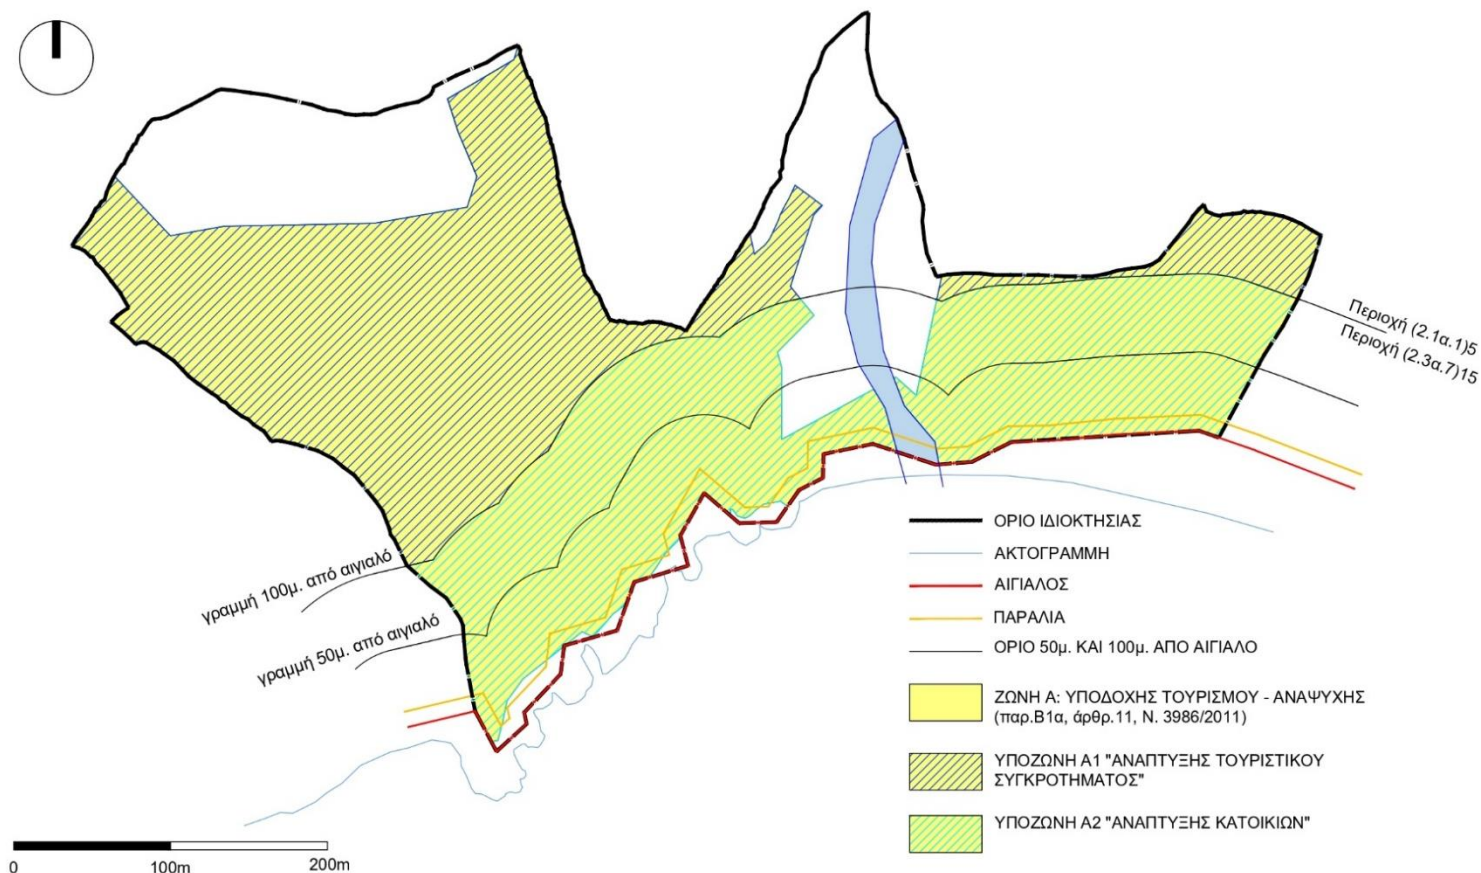 Περιοχή (2.1α.1)5
Περιοχή (2.3α.7)15
γραμμή 100μ. από αιγιαλό
γραμμή 50μ. από αιγιαλό
ΟΡΙΟ ΙΔΙΟΚΤΗΣΙΑΣ
ΑΚΤΟΓΡΑΜΜΗ
ΑΙΓΙΑΛΟΣ
ΠΑΡΑΛΙΑ
ΟΡΙΟ 50μ. ΚΑΙ 100μ. ΑΠΟ ΑΙΓΙΑΛΟ
ΖΩΝΗ Α: ΥΠΟΔΟΧΗΣ ΤΟΥΡΙΣΜΟΥ - ΑΝΑΨΥΧΗΣ
(παρ.Β1α, άρθρ.11, Ν. 3986/2011)
ΥΠΟΖΩΝΗ Α1 "ΑΝΑΠΤΥΞΗΣ ΤΟΥΡΙΣΤΙΚΟΥ
ΣΥΓΚΡΟΤΗΜΑΤΟΣ"
ΥΠΟΖΩΝΗ Α2 "ΑΝΑΠΤΥΞΗΣ ΚΑΤΟΙΚΙΩΝ"
0 100m 200m